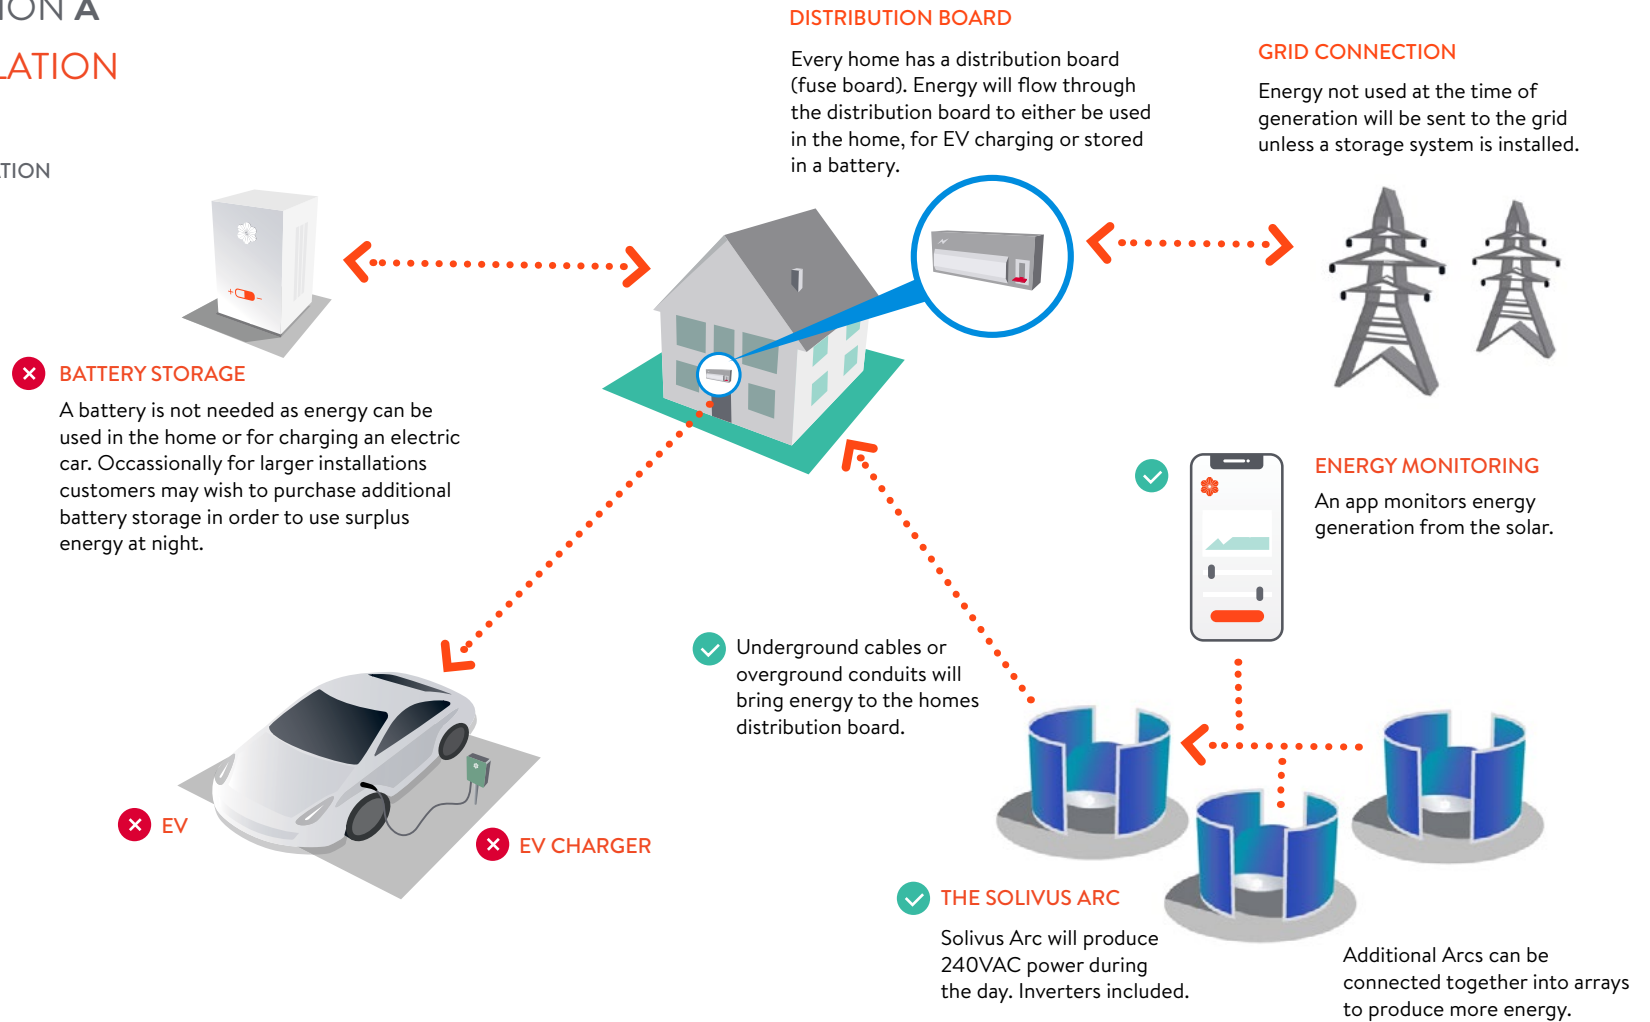 ION A
LATION
TION
DISTRIBUTION BOARD
Every home has a distribution board
(fuse board). Energy will flow through
the distribution board to either be used
in the home, for EV charging or stored
in a battery.
GRID CONNECTION
Energy not used at the time of
generation will be sent to the grid
unless a storage system is installed.
BATTERY STORAGE
A battery is not needed as energy can be
used in the home or for charging an electric
car. Occassionally for larger installations
customers may wish to purchase additional
battery storage in order to use surplus
energy at night.
ENERGY MONITORING
An app monitors energy
generation from the solar.
Underground cables or
overground conduits will
bring energy to the homes
distribution board.
EV
EV CHARGER
THE SOLIVUS ARC
Solivus Arc will produce
240VAC power during
the day. Inverters included.
Additional Arcs can be
connected together into arrays
to produce more energy.